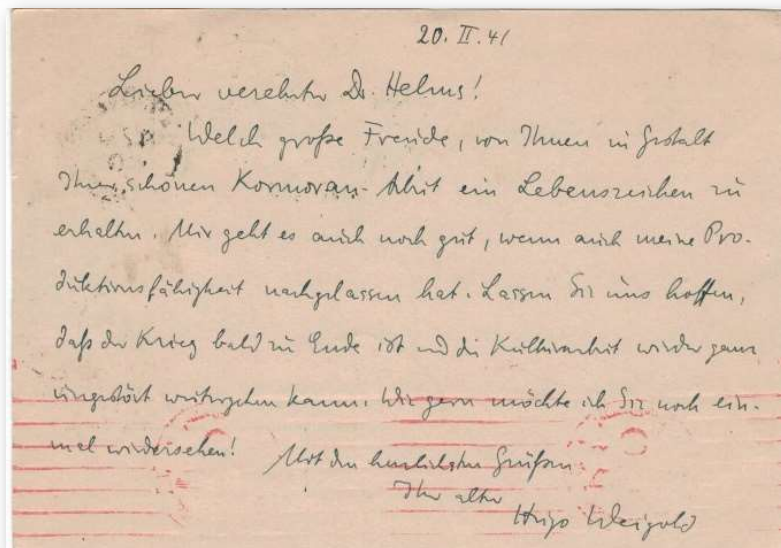 20. II. 41
Lieber verehrter Dr. Helms!
Welch große Freude, von Ihnen in Gestalt
Ihrer schönen Kormoran-Arbeit ein Lebenszeichen zu
erhalten. Mir geht es auch noch gut, wenn auch meine Pro-
duktionsfähigkeit nachgelassen hat. Lassen Sie uns hoffen,
daß der Krieg bald zu Ende ist und die Kulturarbeit wieder ganz
ungestört weitergehen kann. Wie gern möchte ich Sie noch ein-
mal wiedersehen!
Mit den herzlichsten Grüßen
Ihr alter
Hugo Weigold